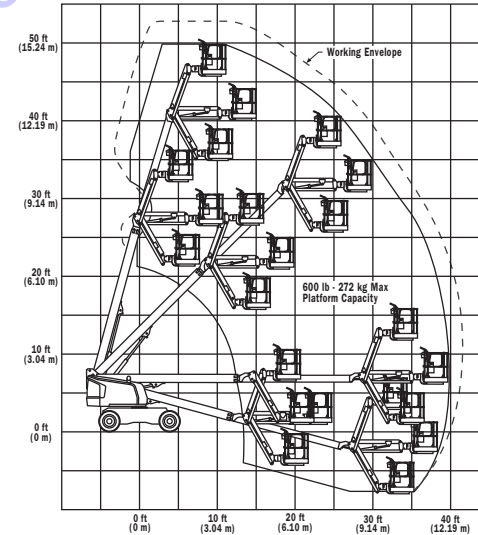 50 ft
(15.24 m)
Working Envelope
40 ft
(12.19 m)
30 ft
(9.14 m)
20 ft
(6.10 m)
600 lb - 272 kg Max
Platform Capacity
10 ft
(3.04 m)
0 ft
(0 m)
0 ft
(0 m)
10 ft
(3.04 m)
20 ft
(6.10 m)
30 ft
(9.14 m)
40 ft
(12.19 m)